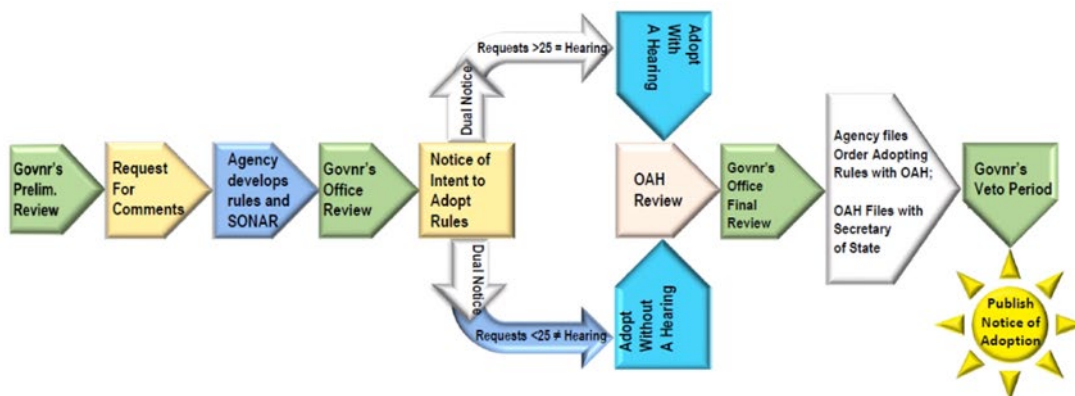 Govnr's
Prelim.
Review
Request
For
Comments
Agency
develops
rules and
SONAR
Govnr's
Office
Review
Notice of
Intent to
Adopt
Rules
Dual Notice
Requests >25 = Hearing
Adopt
With
A Hearing
Dual Notice
Requests <25 ≠ Hearing
Adopt
Without
A Hearing
OAH
Review
Govnr's
Office
Final
Review
Agency files
Order Adopting
Rules with OAH;
OAH Files with
Secretary
of State
Govnr's
Veto Period
Publish
Notice of
Adoption